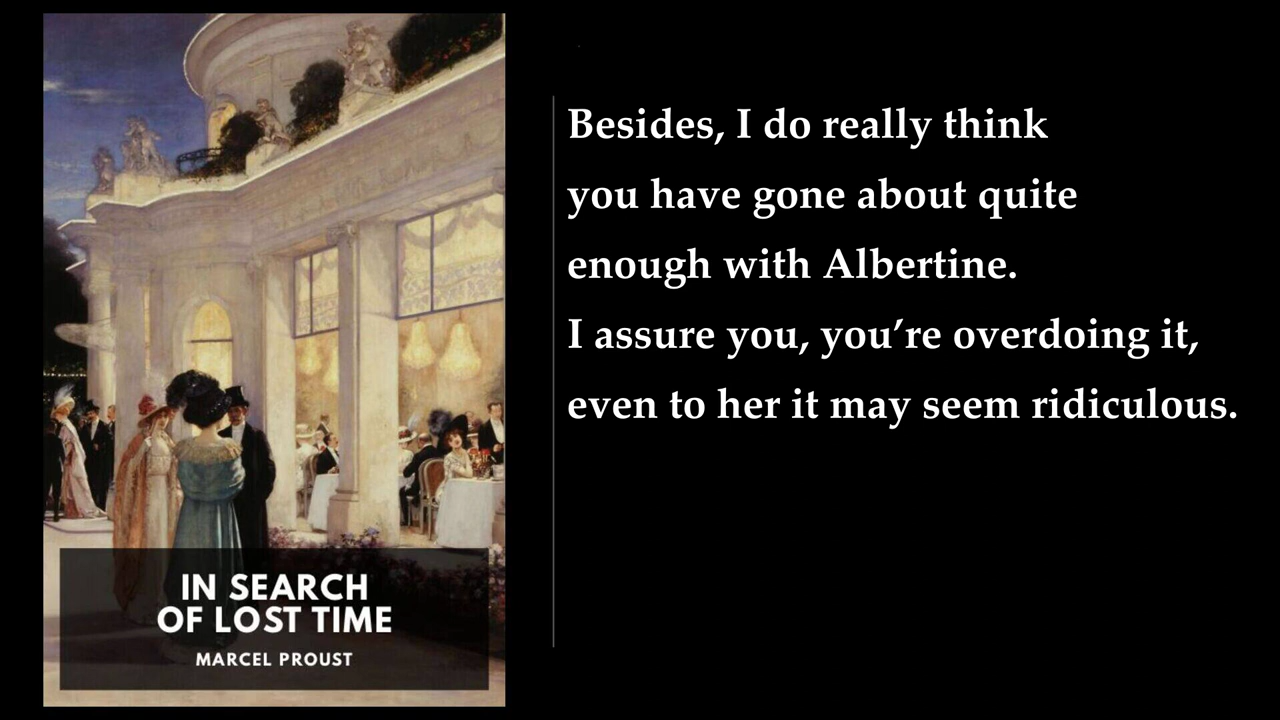 Besides, I do really think
you have gone about quite
enough with Albertine.
I assure you, you’re overdoing it,
even to her it may seem ridiculous.
IN SEARCH
OF LOST TIME
MARCEL PROUST